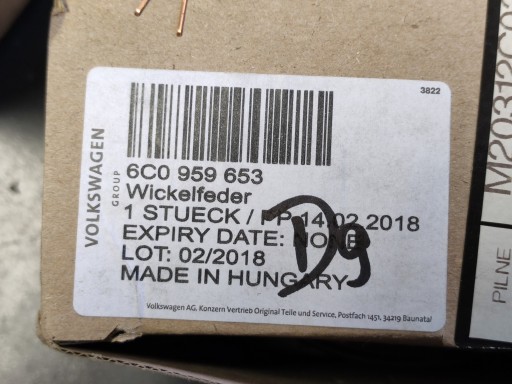 3822
VOLKSWAGEN
GROUP
6C0 959 653
Wickelfeder
1 STUECK / PP 14.02.2018
EXPIRY DATE: NONE
LOT: 02/2018
MADE IN HUNGARY
D9
Volkswagen AG. Konzern Vertrieb Original Teile und Service, Postfach 1451, 34219 Baunatal
PILNE